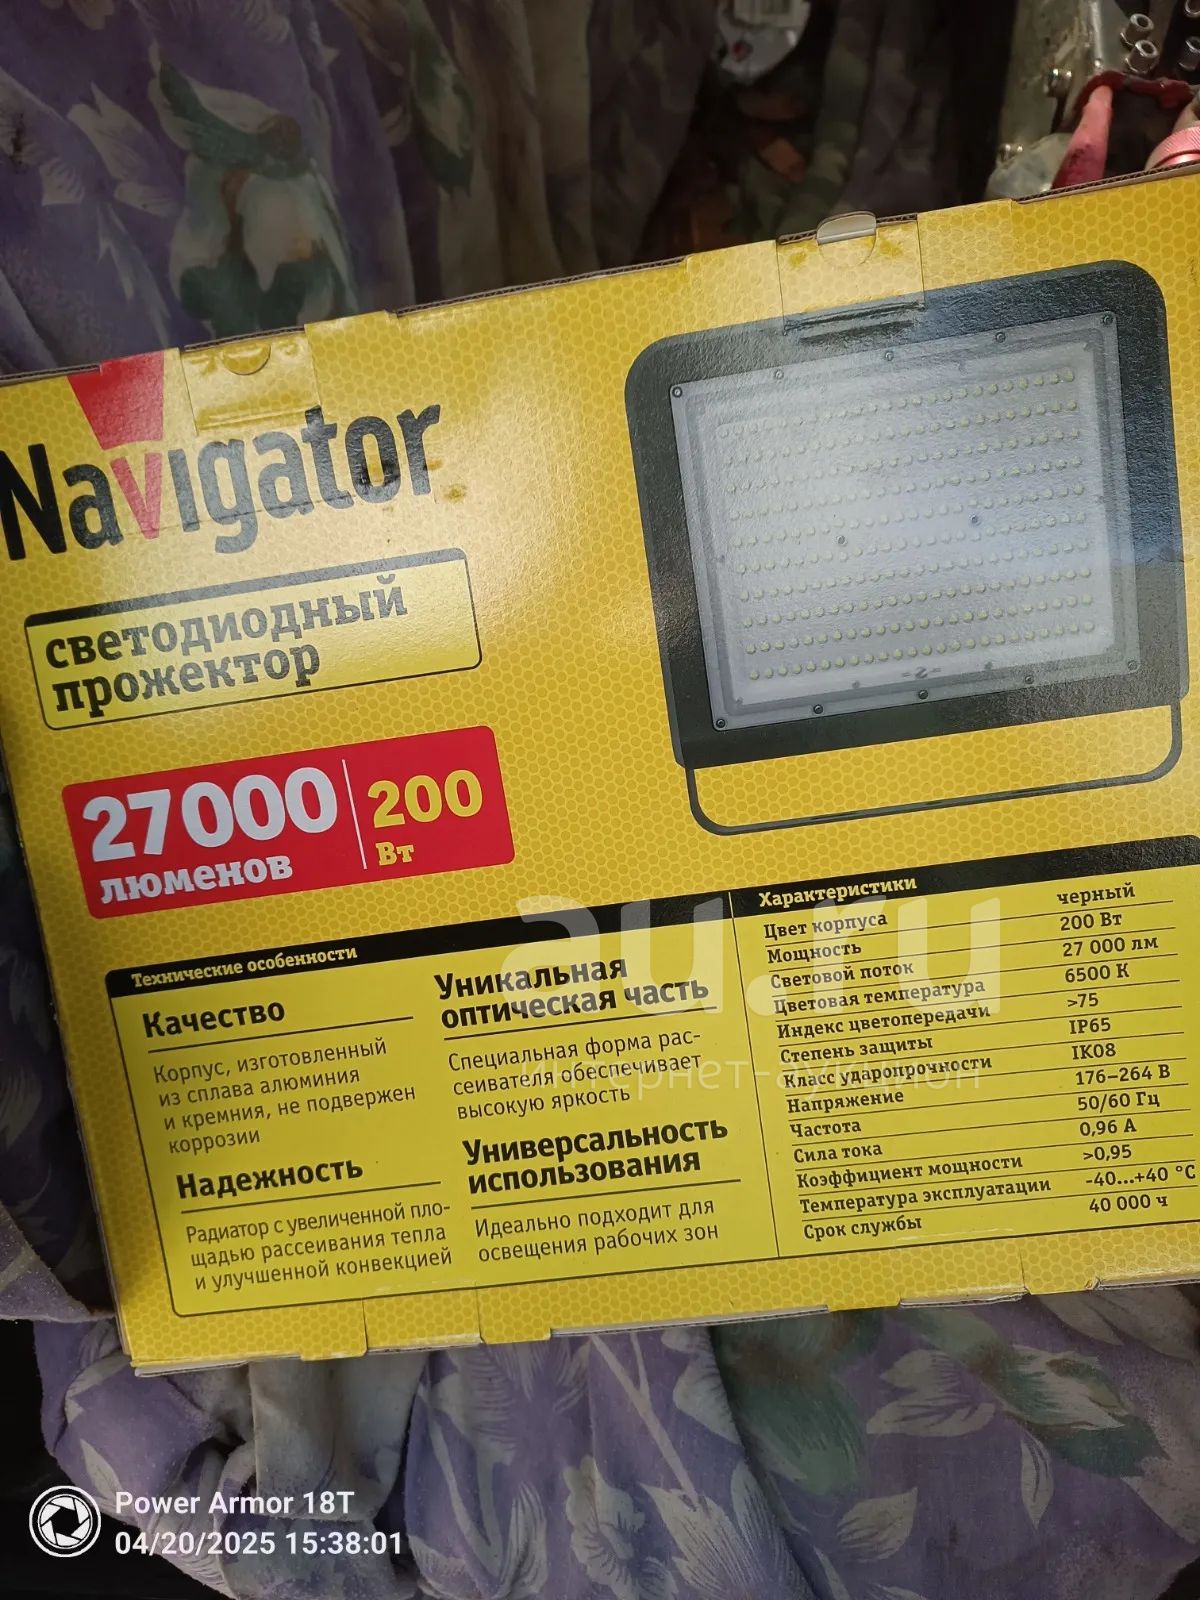 Navigator
светодиодный
прожектор
27000
люменов
200
Вт
Технические особенности
Качество
Корпус, изготовленный
из сплава алюминия
и кремния, не подвержен
коррозии
Надежность
Радиатор с увеличенной пло-
щадью рассеивания тепла
и улучшенной конвекцией
Уникальная
оптическая часть
Специальная форма рас-
сеивателя обеспечивает
высокую яркость
Универсальность
использования
Идеально подходит для
освещения рабочих зон
Характеристики
Цвет корпуса черный
Мощность 200 Вт
Световой поток 27 000 лм
Цветовая температура 6500 К
Индекс цветопередачи >75
Степень защиты IP65
Класс ударопрочности IK08
Напряжение 176–264 В
Частота 50/60 Гц
Сила тока 0,96 А
Коэффициент мощности >0,95
Температура эксплуатации -40...+40 °C
Срок службы 40 000 ч
au.ru
интернет-аукцион
Power Armor 18T
04/20/2025 15:38:01